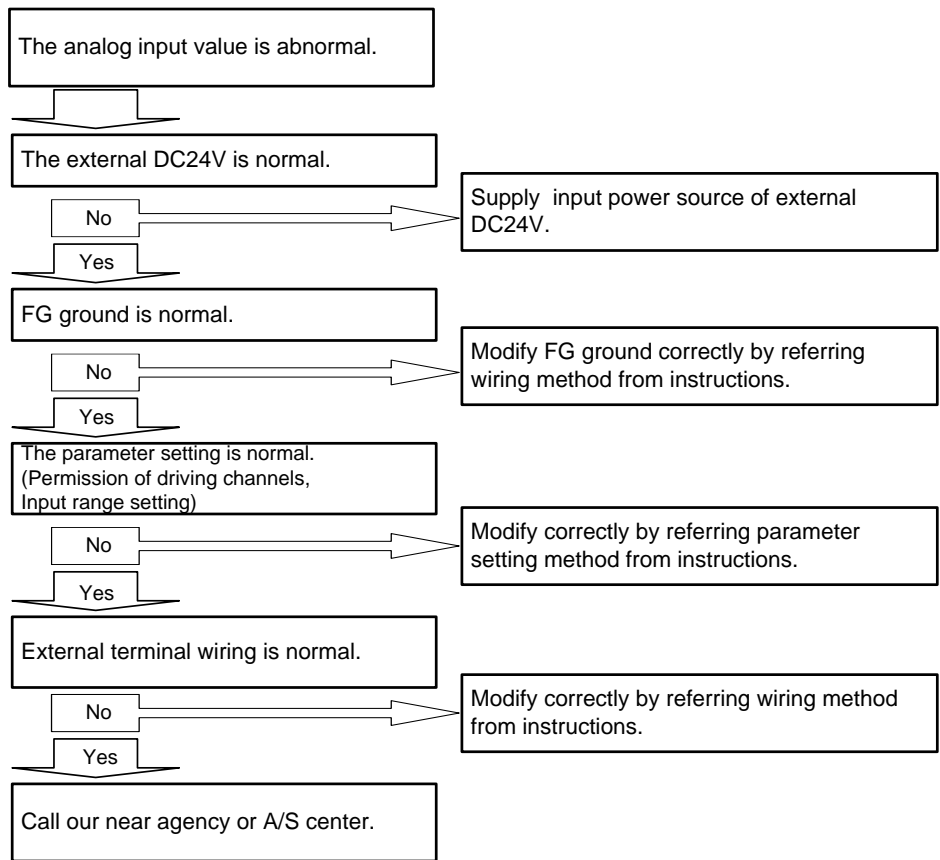 The analog input value is abnormal.
The external DC24V is normal.
No
Supply input power source of external
DC24V.
Yes
FG ground is normal.
No
Modify FG ground correctly by referring
wiring method from instructions.
Yes
The parameter setting is normal.
(Permission of driving channels,
Input range setting)
No
Modify correctly by referring parameter
setting method from instructions.
Yes
External terminal wiring is normal.
No
Modify correctly by referring wiring method
from instructions.
Yes
Call our near agency or A/S center.